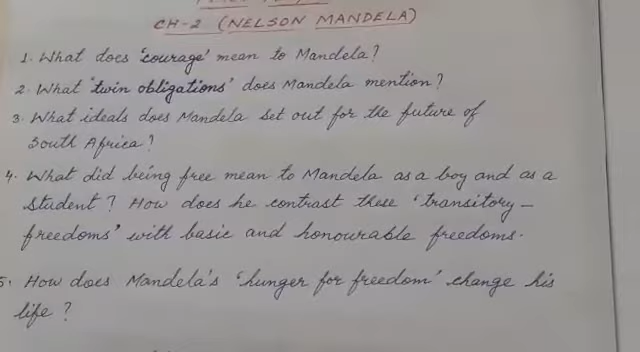 CH-2 (NELSON MANDELA)
1. What does 'courage' mean to Mandela?
2. What 'twin obligations' does Mandela mention?
3. What ideals does Mandela set out for the future of
South Africa?
4. What did being free mean to Mandela as a boy and as a
student? How does he contrast these 'transitory-
freedoms' with basic and honourable freedoms.
5. How does Mandela's 'hunger for freedom' change his
life?